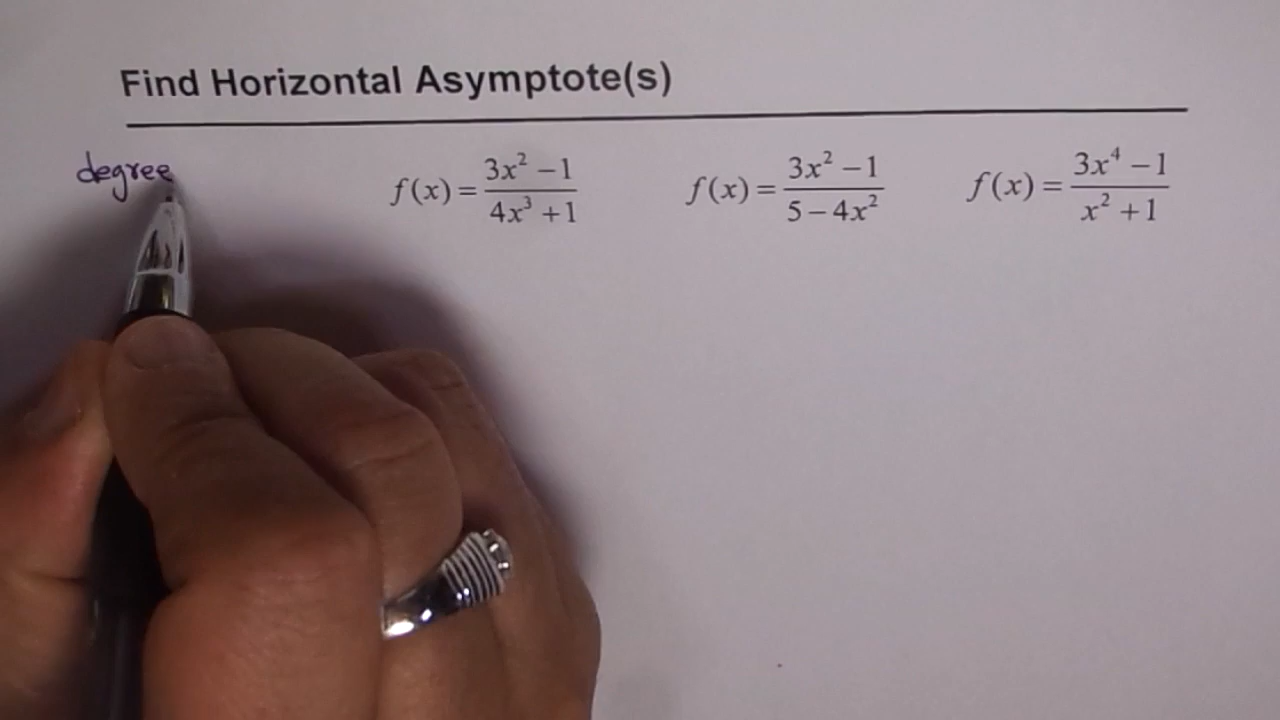 Find Horizontal Asymptote(s)
degree
f(x) = (3x² − 1)/(4x³ + 1)
f(x) = (3x² − 1)/(5 − 4x²)
f(x) = (3x⁴ − 1)/(x² + 1)